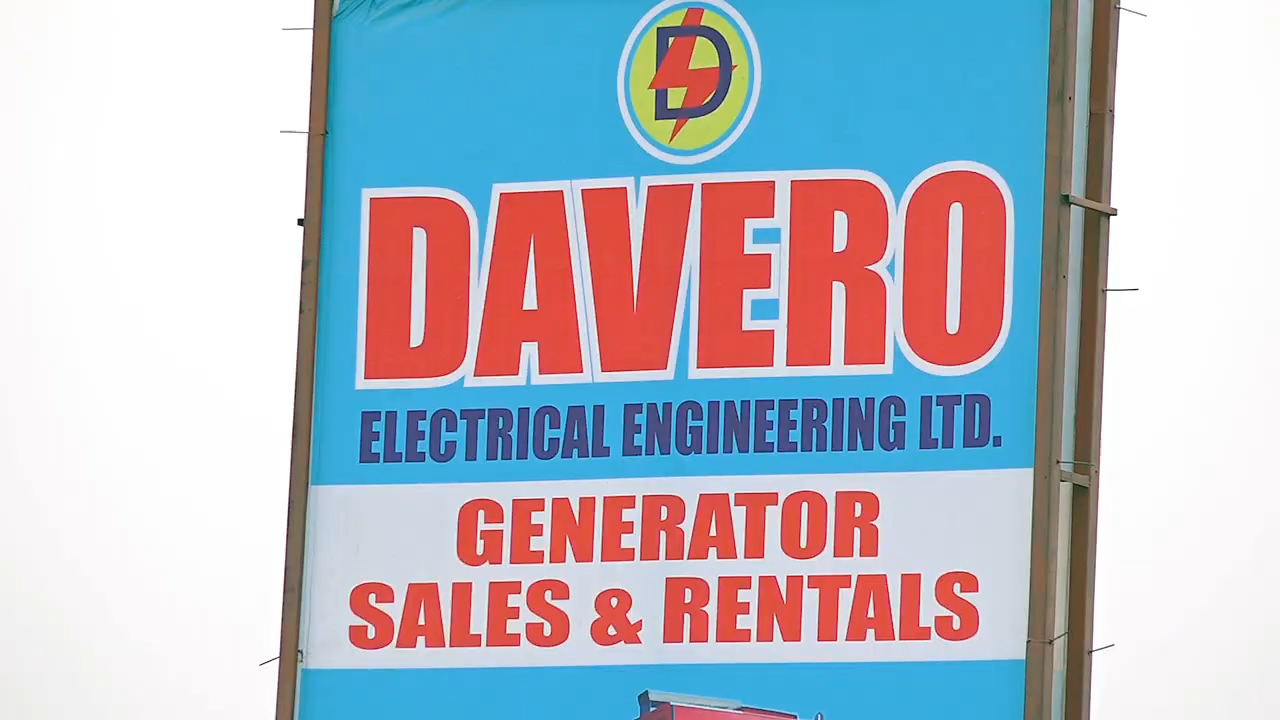 D
DAVERO
ELECTRICAL ENGINEERING LTD.
GENERATOR
SALES & RENTALS